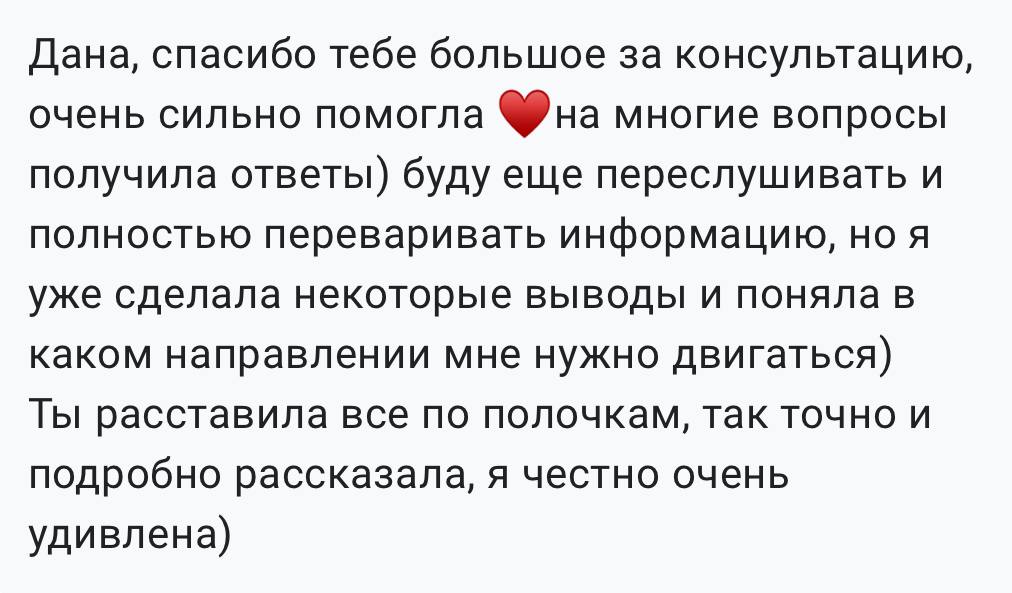 Дана, спасибо тебе большое за консультацию,
очень сильно помогла ❤️на многие вопросы
получила ответы) буду еще переслушивать и
полностью переваривать информацию, но я
уже сделала некоторые выводы и поняла в
каком направлении мне нужно двигаться)
Ты расставила все по полочкам, так точно и
подробно рассказала, я честно очень
удивлена)